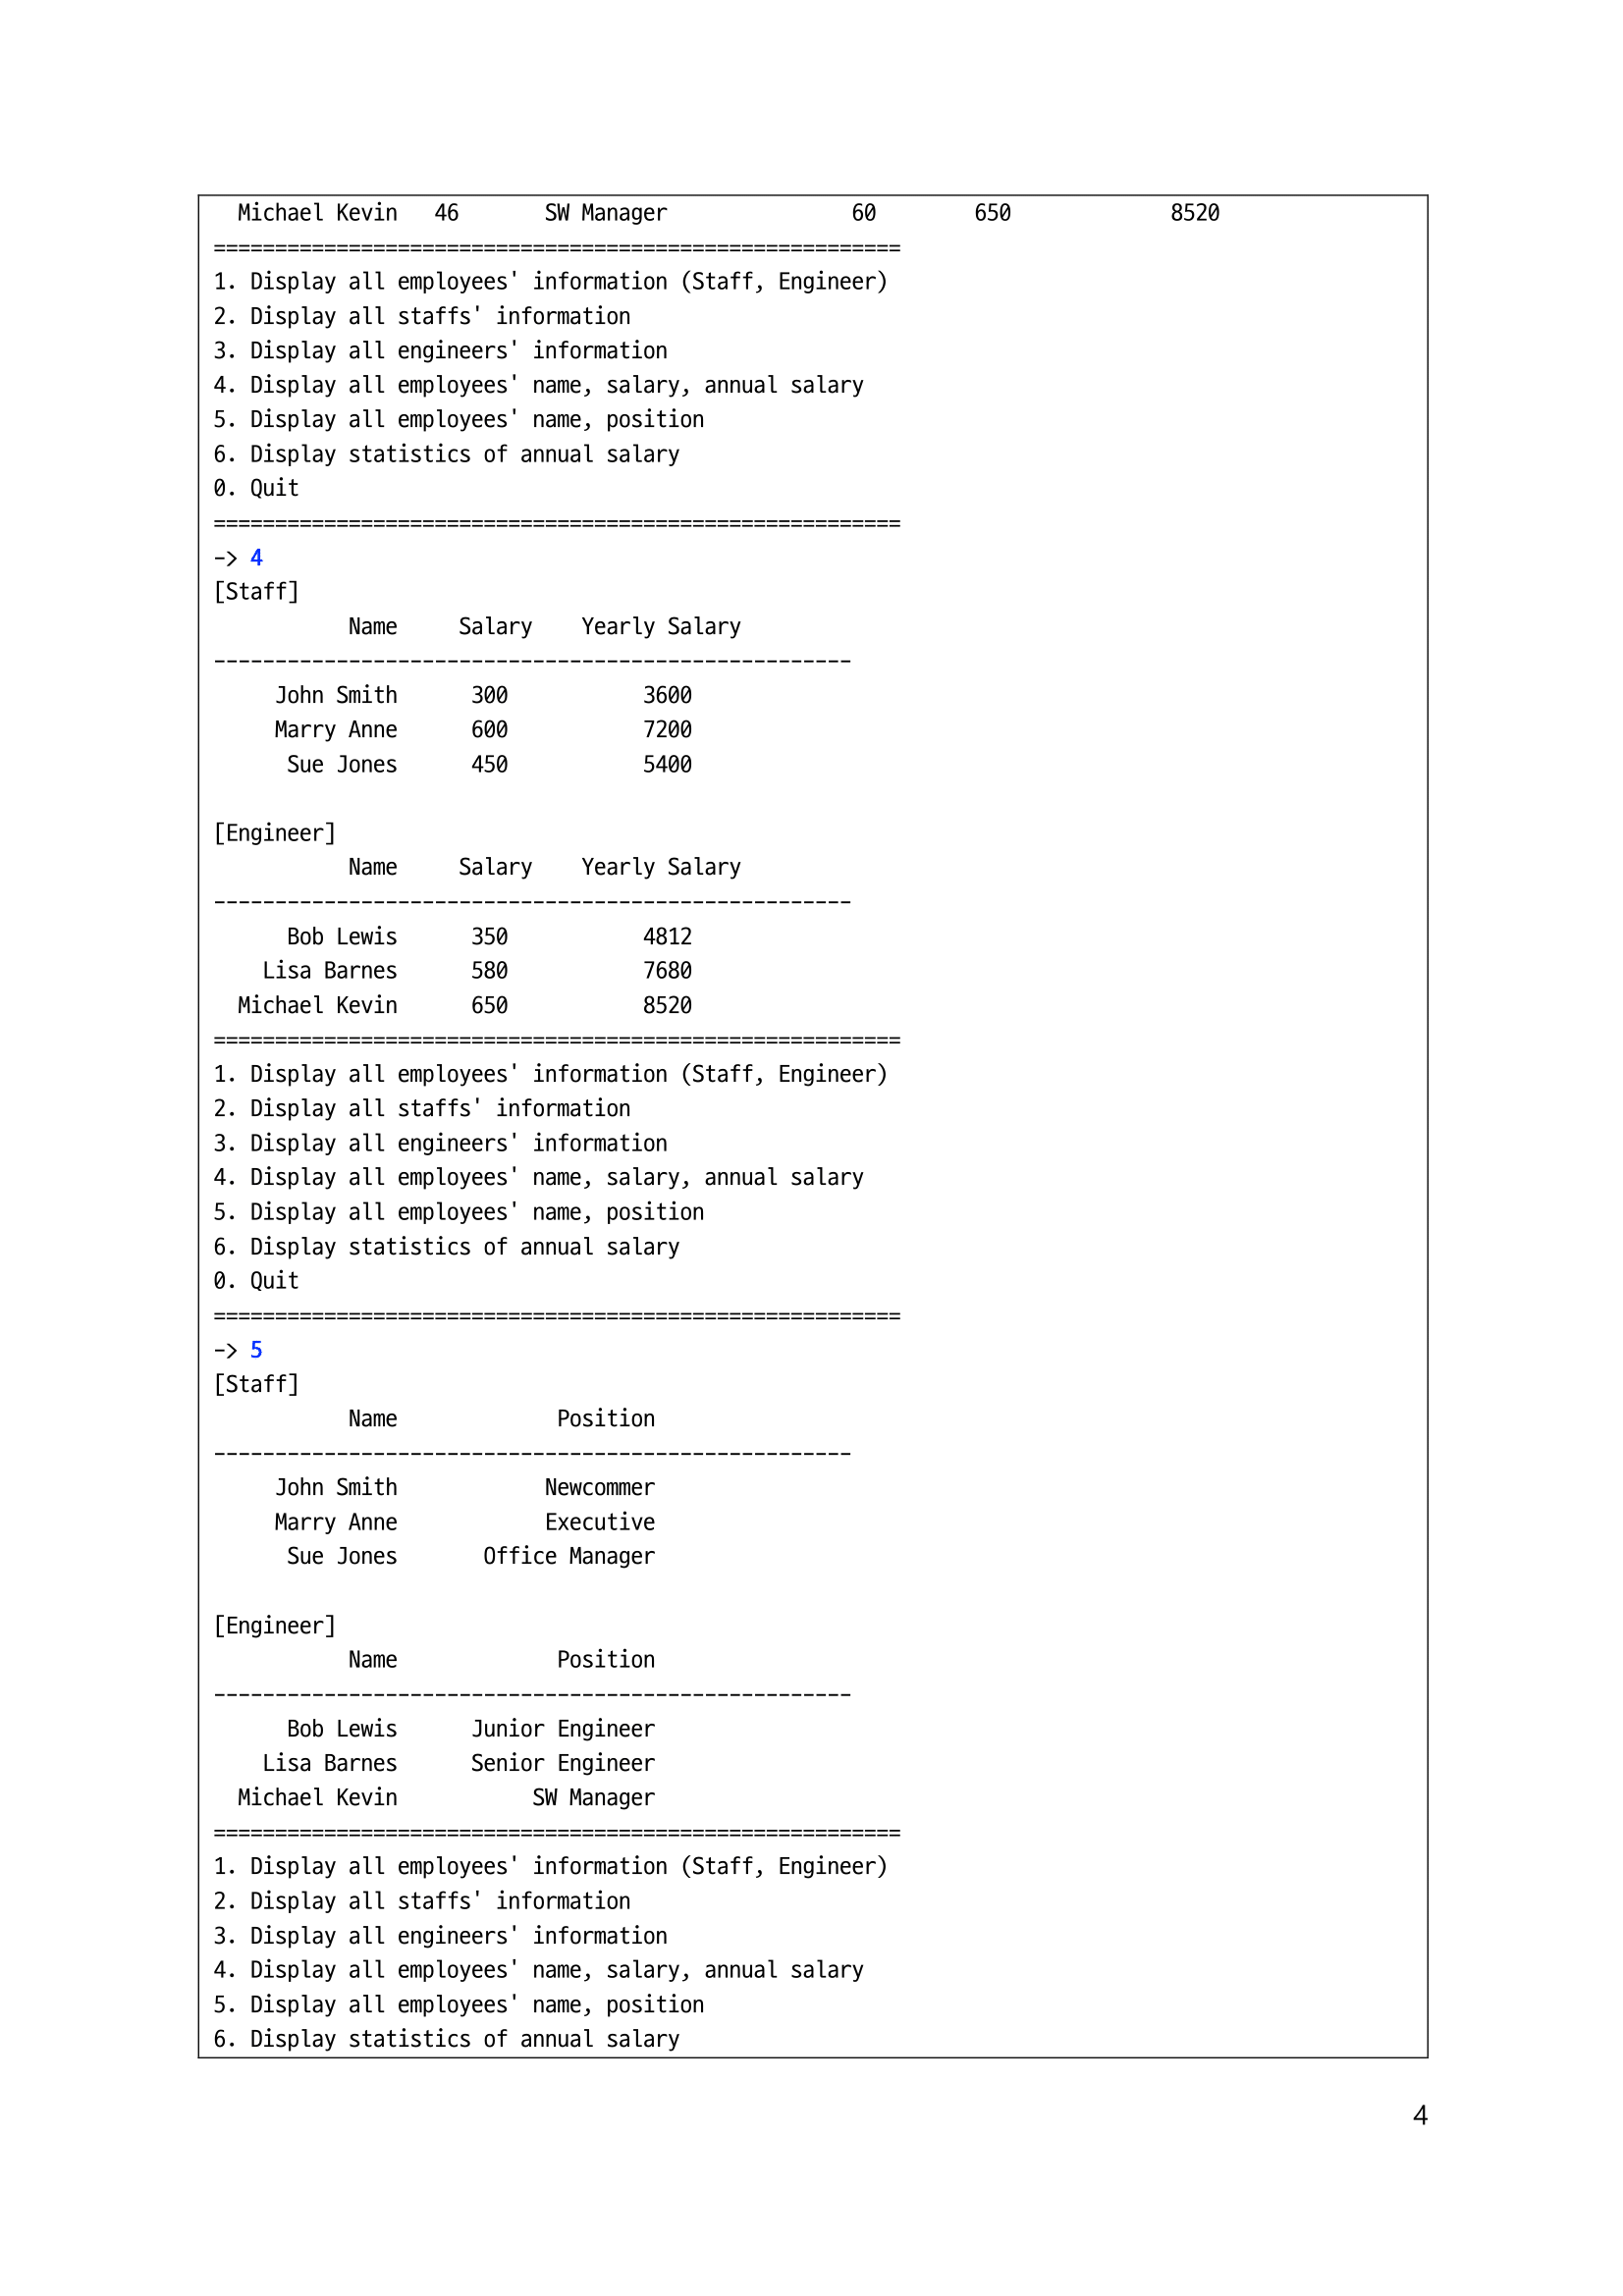 Michael Kevin   46       SW Manager               60        650             8520
========================================================
1. Display all employees' information (Staff, Engineer)
2. Display all staffs' information
3. Display all engineers' information
4. Display all employees' name, salary, annual salary
5. Display all employees' name, position
6. Display statistics of annual salary
0. Quit
========================================================
-> 4
[Staff]
           Name     Salary    Yearly Salary
----------------------------------------------------
     John Smith      300           3600
     Marry Anne      600           7200
      Sue Jones      450           5400

[Engineer]
           Name     Salary    Yearly Salary
----------------------------------------------------
      Bob Lewis      350           4812
    Lisa Barnes      580           7680
  Michael Kevin      650           8520
========================================================
1. Display all employees' information (Staff, Engineer)
2. Display all staffs' information
3. Display all engineers' information
4. Display all employees' name, salary, annual salary
5. Display all employees' name, position
6. Display statistics of annual salary
0. Quit
========================================================
-> 5
[Staff]
           Name             Position
----------------------------------------------------
     John Smith            Newcommer
     Marry Anne            Executive
      Sue Jones       Office Manager

[Engineer]
           Name             Position
----------------------------------------------------
      Bob Lewis      Junior Engineer
    Lisa Barnes      Senior Engineer
  Michael Kevin           SW Manager
========================================================
1. Display all employees' information (Staff, Engineer)
2. Display all staffs' information
3. Display all engineers' information
4. Display all employees' name, salary, annual salary
5. Display all employees' name, position
6. Display statistics of annual salary
4